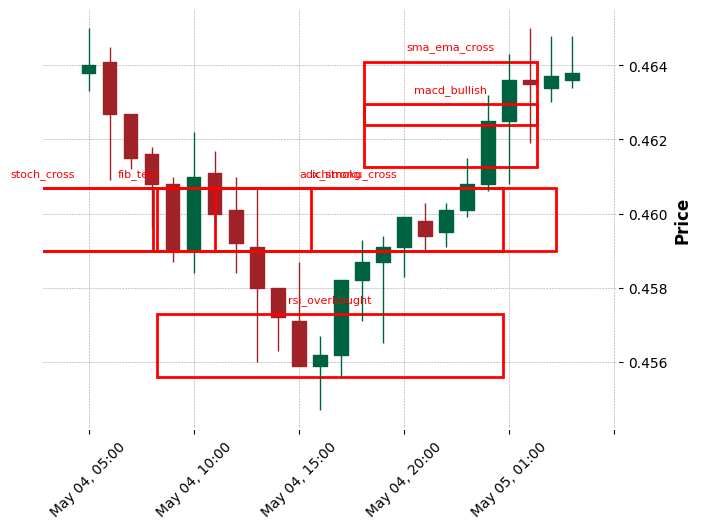 sma_ema_cross
macd_bullish
stoch_cross
rsi_overbought
0.464
0.462
0.460
0.458
0.456
Price
May 04, 05:00
May 04, 10:00
May 04, 15:00
May 04, 20:00
May 05, 01:00